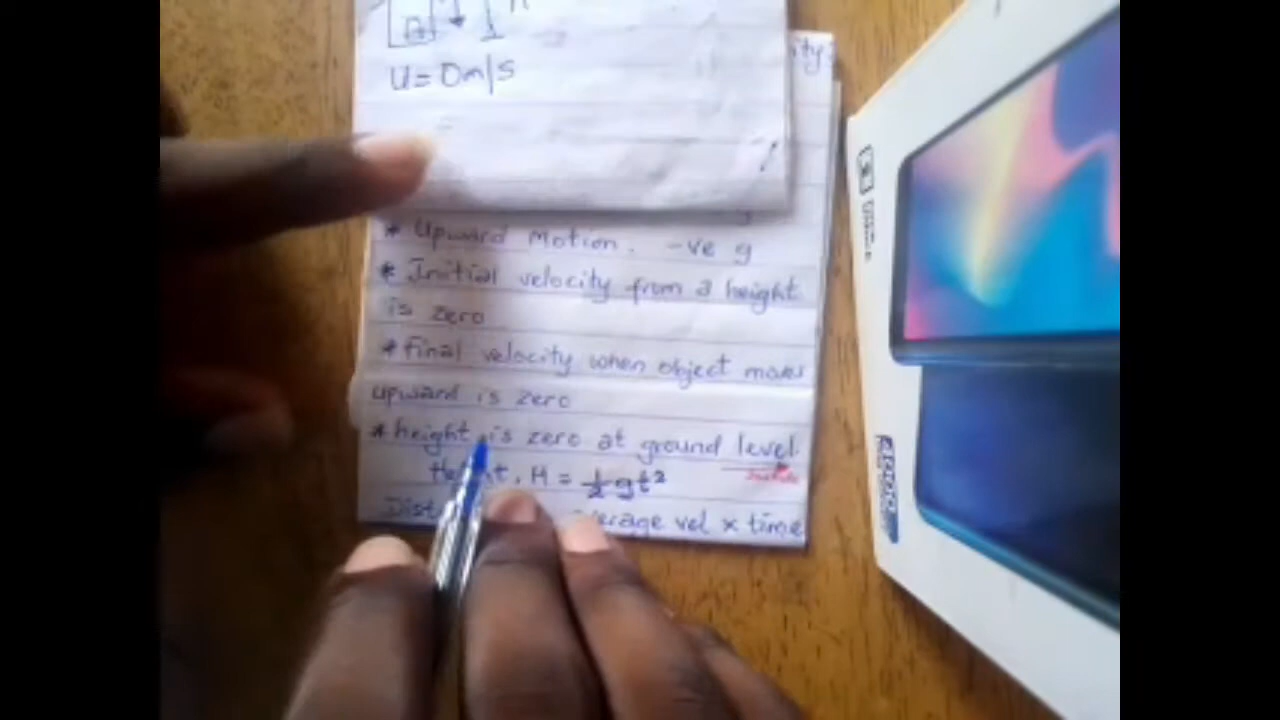 U = 0m/s
* Upward Motion. -ve g
* Initial velocity from a height
is zero
* final velocity when object moves
upward is zero
* height is zero at ground level.
H = ½gt²
vel x time